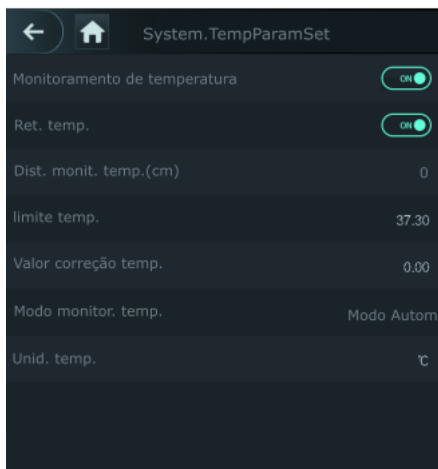 System.TempParamSet
Monitoramento de temperatura ON
Ret. temp. ON
Dist. monit. temp.(cm) 0
limite temp. 37.30
Valor correção temp. 0.00
Modo monitor. temp. Modo Autom
Unid. temp. ℃